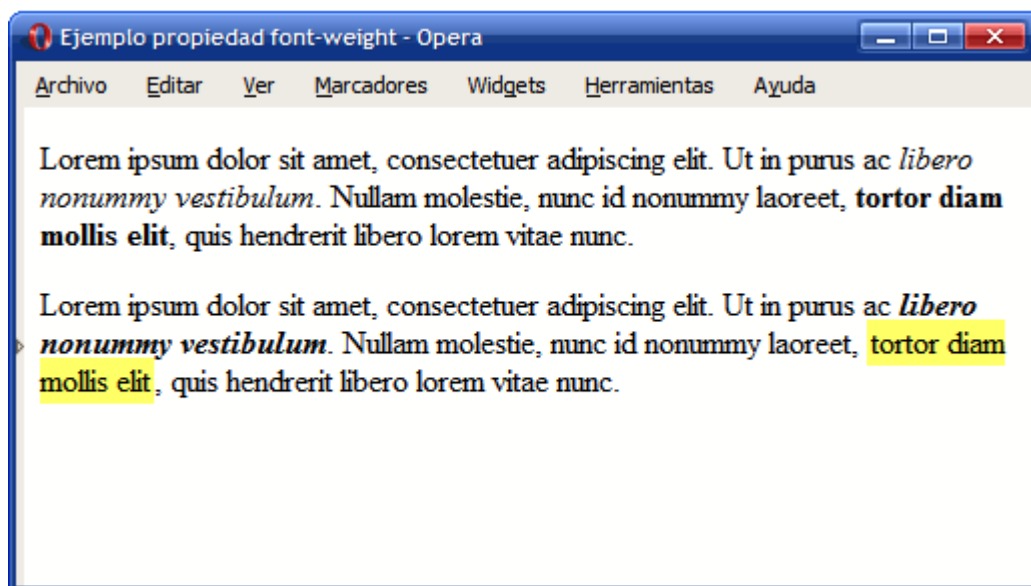 Ejemplo propiedad font-weight - Opera
Archivo Editar Ver Marcadores Widgets Herramientas Ayuda
Lorem ipsum dolor sit amet, consectetuer adipiscing elit. Ut in purus ac libero
nonummy vestibulum. Nullam molestie, nunc id nonummy laoreet, tortor diam
mollis elit, quis hendrerit libero lorem vitae nunc.
Lorem ipsum dolor sit amet, consectetuer adipiscing elit. Ut in purus ac libero
nonummy vestibulum. Nullam molestie, nunc id nonummy laoreet, tortor diam
mollis elit, quis hendrerit libero lorem vitae nunc.